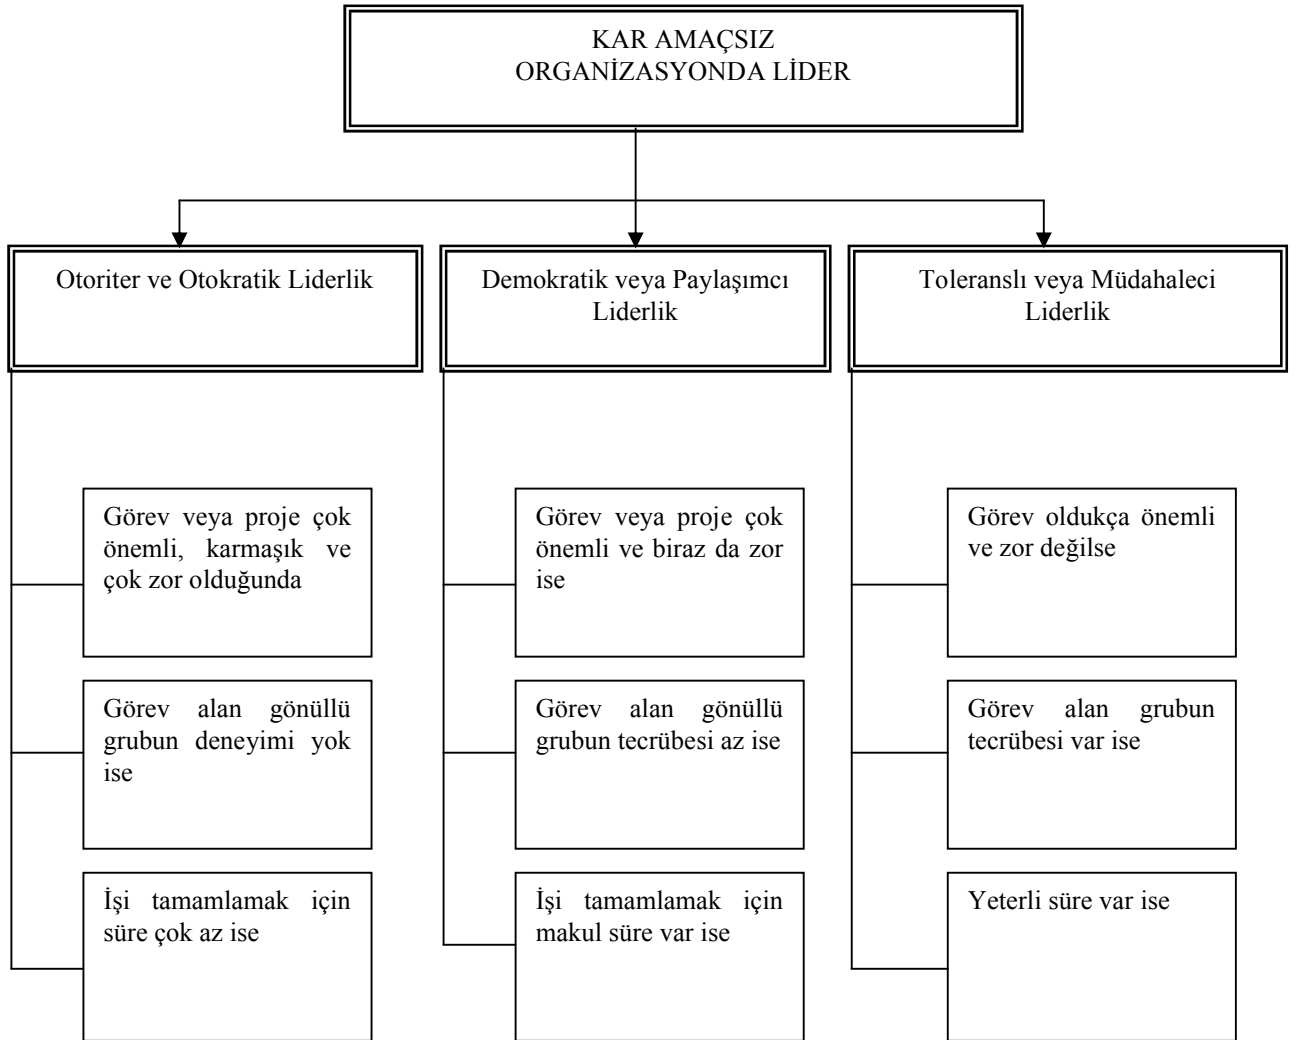 KAR AMAÇSIZ
ORGANİZASYONDA LİDER
Otoriter ve Otokratik Liderlik
Demokratik veya Paylaşımcı
Liderlik
Toleranslı veya Müdahaleci
Liderlik
Görev veya proje çok
önemli, karmaşık ve
çok zor olduğunda
Görev veya proje çok
önemli ve biraz da zor
ise
Görev oldukça önemli
ve zor değilse
Görev alan gönüllü
grubun deneyimi yok
ise
Görev alan gönüllü
grubun tecrübesi az ise
Görev alan grubun
tecrübesi var ise
İşi tamamlamak için
süre çok az ise
İşi tamamlamak için
makul süre var ise
Yeterli süre var ise